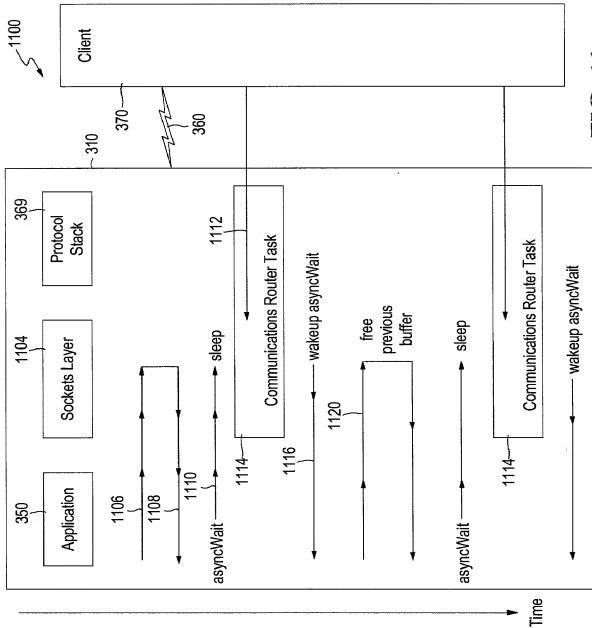 1100
Client
370
360
310
369
Protocol
Stack
1104
Sockets Layer
350
Application
1106
1108
1110
asyncWait
sleep
1112
Communications Router Task
1114
1116
wakeup asyncWait
1120
free
previous
buffer
asyncWait
sleep
Communications Router Task
1114
wakeup asyncWait
Time